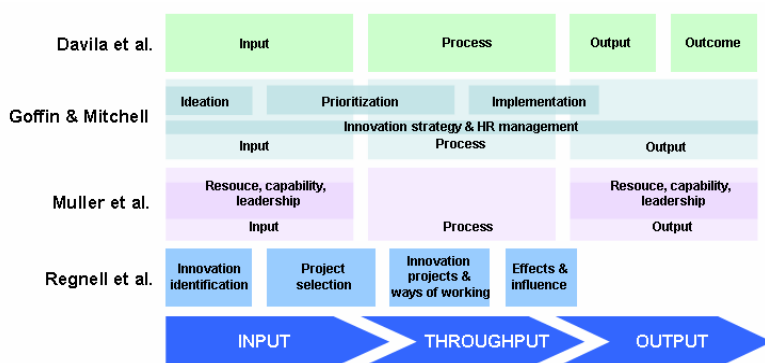 Davila et al.
Input
Process
Output
Outcome
Goffin & Mitchell
Ideation
Prioritization
Implementation
Innovation strategy & HR management
Input
Process
Output
Muller et al.
Resouce, capability,
leadership
Input
Process
Resouce, capability,
leadership
Output
Regnell et al.
Innovation
identification
Project
selection
Innovation
projects &
ways of working
Effects &
influence
INPUT
THROUGHPUT
OUTPUT